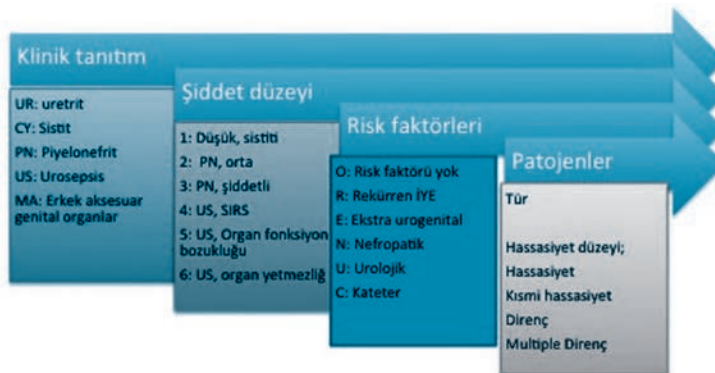 Klinik tanıtım
UR: uretrit
CY: Sistit
PN: Piyelonefrit
US: Urosepsis
MA: Erkek aksesuar
genital organlar
Şiddet düzeyi
1: Düşük, sistiti
2: PN, orta
3: PN, şiddetli
4: US, SIRS
5: US, Organ fonksiyon
bozukluğu
6: US, organ yetmezliğ
Risk faktörleri
O: Risk faktörü yok
R: Rekürren İYE
E: Ekstra urogenital
N: Nefropatik
U: Urolojik
C: Kateter
Patojenler
Tür
Hassasiyet düzeyi;
Hassasiyet
Kısmi hassasiyet
Direnç
Multiple Direnç